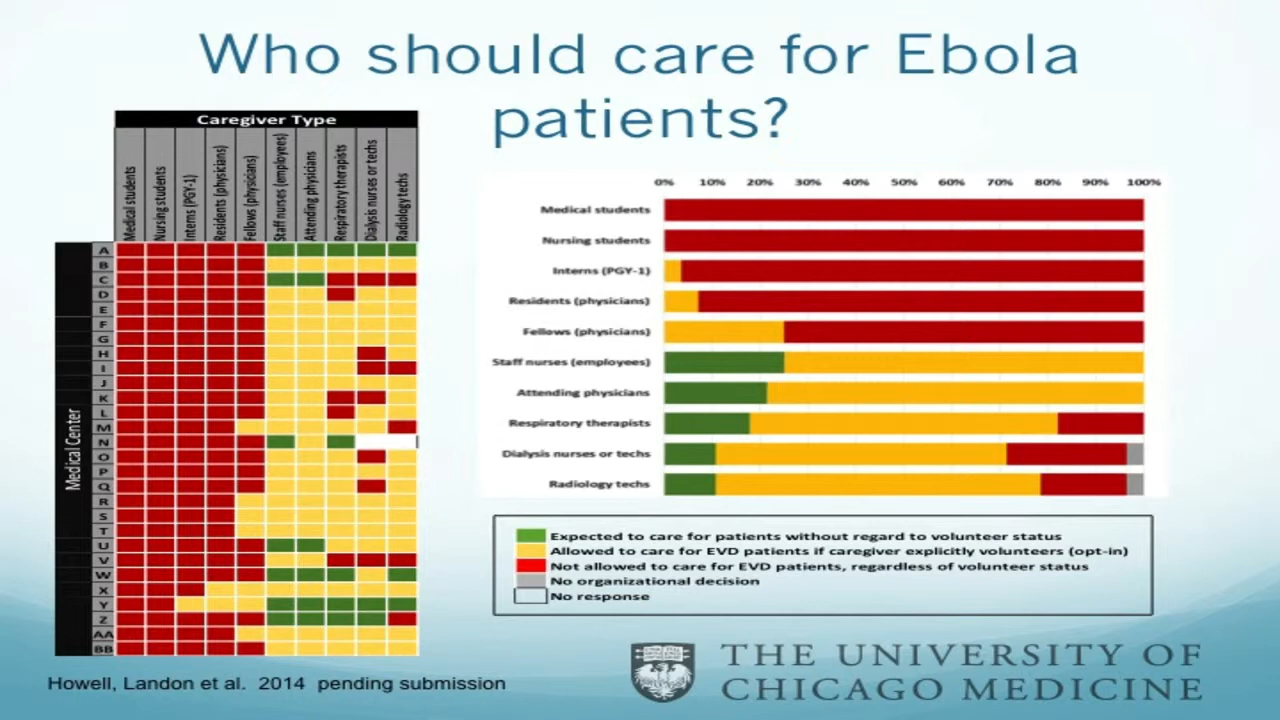 Who should care for Ebola
patients?
Caregiver Type
Medical students
Nursing students
Interns (PGY-1)
Residents (physicians)
Fellows (physicians)
Staff nurses (employees)
Attending physicians
Respiratory therapists
Dialysis nurses or techs
Radiology techs
Medical Center
A
B
C
D
E
F
G
H
I
J
K
L
M
N
O
P
Q
R
S
T
U
V
W
X
Y
Z
AA
BB
0% 10% 20% 30% 40% 50% 60% 70% 80% 90% 100%
Medical students
Nursing students
Interns (PGY-1)
Residents (physicians)
Fellows (physicians)
Staff nurses (employees)
Attending physicians
Respiratory therapists
Dialysis nurses or techs
Radiology techs
Expected to care for patients without regard to volunteer status
Allowed to care for EVD patients if caregiver explicitly volunteers (opt-in)
Not allowed to care for EVD patients, regardless of volunteer status
No organizational decision
No response
Howell, Landon et al. 2014 pending submission
THE UNIVERSITY OF
CHICAGO MEDICINE